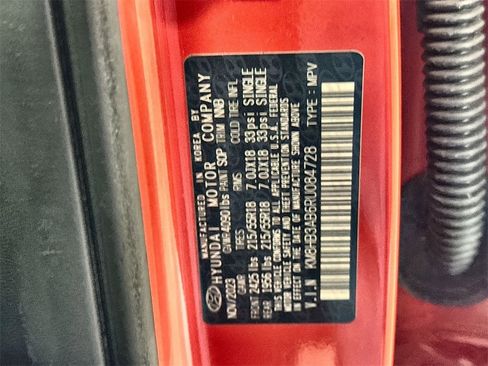 MANUFACTURED IN KOREA BY
HYUNDAI MOTOR COMPANY
NOV/2023 GVWR 4090 lbs PAINT SOP TRIM NNB
GAWR TIRES RIMS COLD TIRE INFL.
FRONT 2425 lbs 215/55R18 7.0JX18 33psi SINGLE
REAR 1956 lbs 215/55R18 7.0JX18 33psi SINGLE
THIS VEHICLE CONFORMS TO ALL APPLICABLE U.S.A. FEDERAL
MOTOR VEHICLE SAFETY AND THEFT PREVENTION STANDARDS
IN EFFECT ON THE DATE OF MANUFACTURE SHOWN ABOVE.
V.I.N KM8HB3AB6RU084728 TYPE : MPV